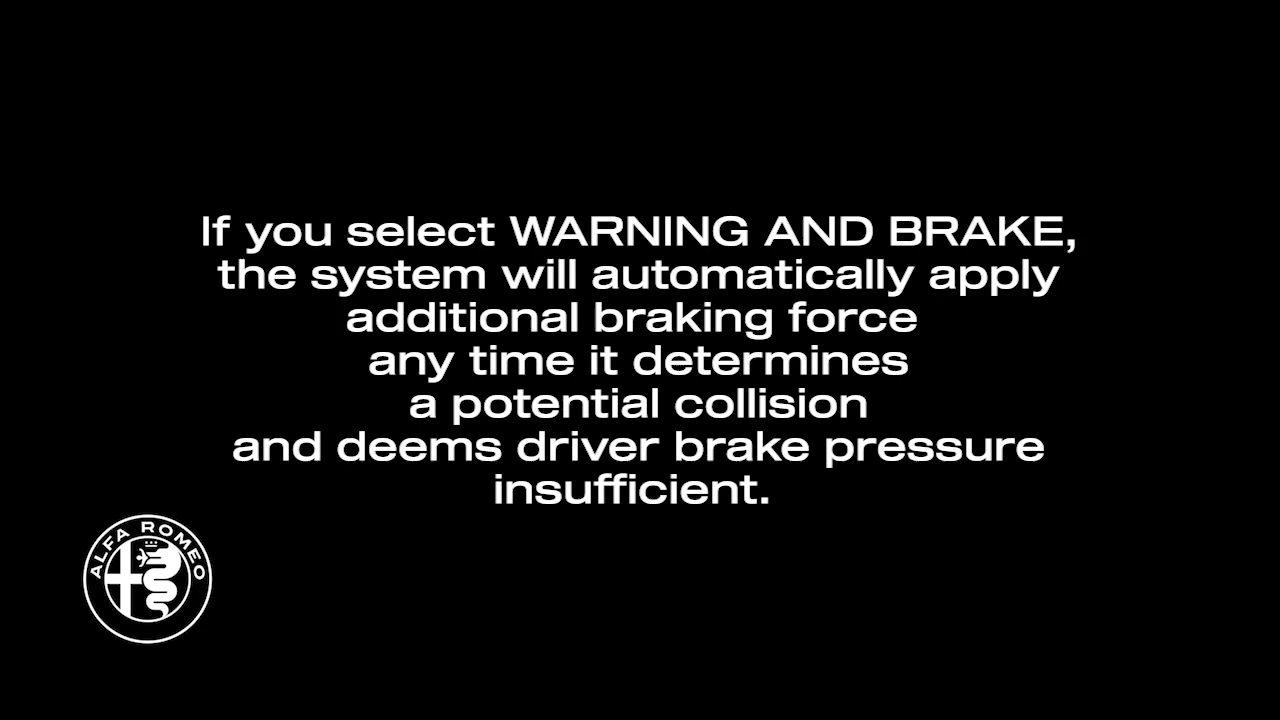 If you select WARNING AND BRAKE,
the system will automatically apply
additional braking force
any time it determines
a potential collision
and deems driver brake pressure
insufficient.
ALFA ROMEO